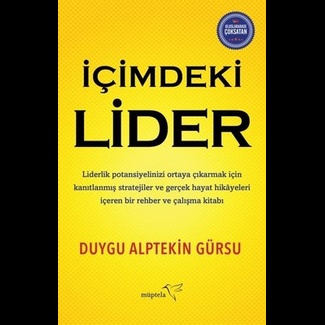 ULUSLARARASI
ÇOKSATAN
İÇİMDEKİ
LİDER
Liderlik potansiyelinizi ortaya çıkarmak için
kanıtlanmış stratejiler ve gerçek hayat hikâyeleri
içeren bir rehber ve çalışma kitabı
DUYGU ALPTEKİN GÜRSU
müptela